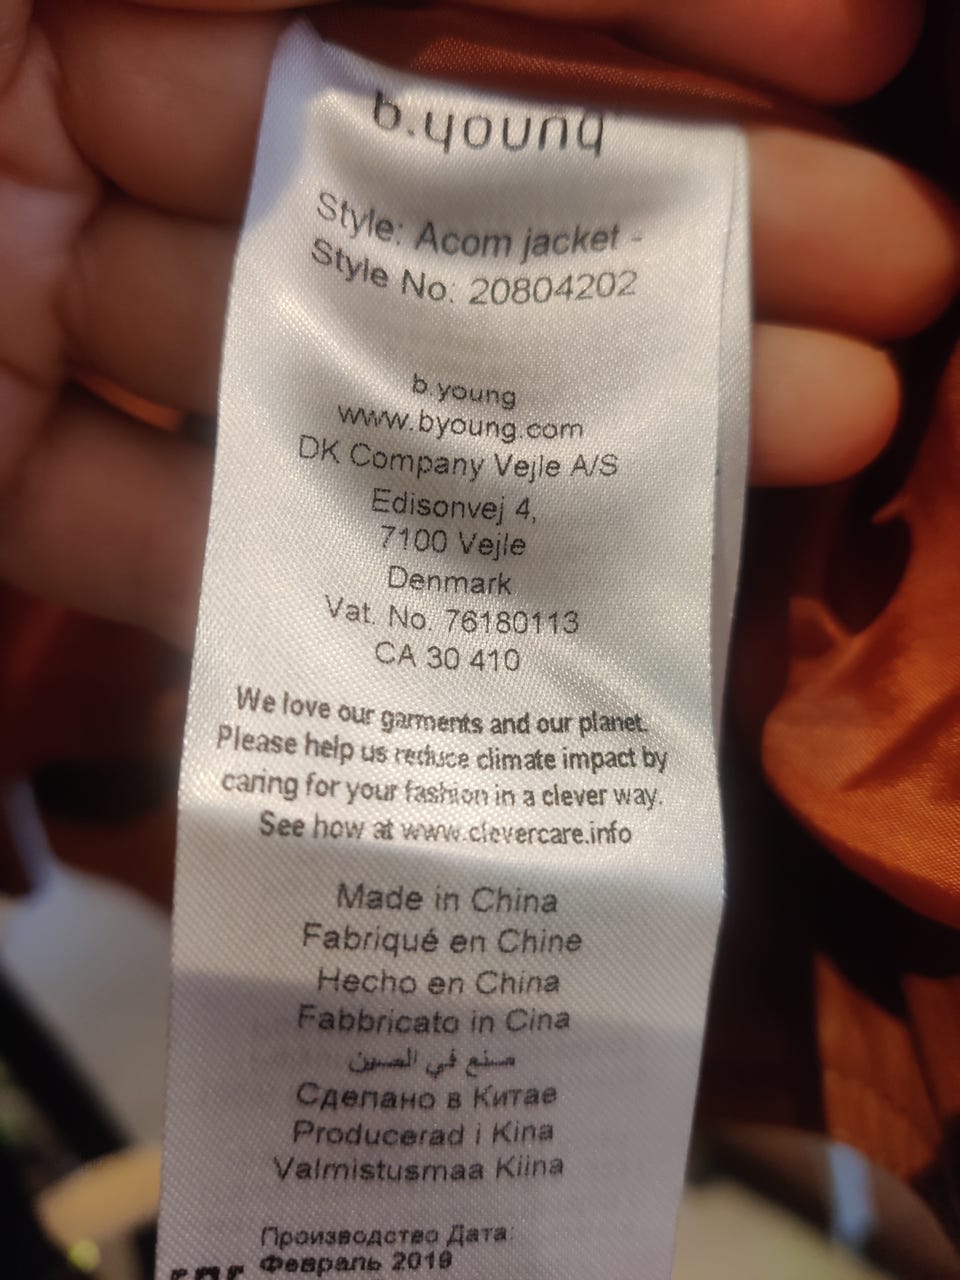 b.young
Style: Acom jacket -
Style No: 20804202
b.young
www.byoung.com
DK Company Vejle A/S
Edisonvej 4,
7100 Vejle
Denmark
Vat. No. 76180113
CA 30 410
We love our garments and our planet.
Please help us reduce climate impact by
caring for your fashion in a clever way.
See how at www.clevercare.info
Made in China
Fabriqué en Chine
Hecho en China
Fabbricato in Cina
صنع في الصين
Сделано в Китае
Producerad i Kina
Valmistusmaa Kiina
Производство Дата:
Февраль 2019